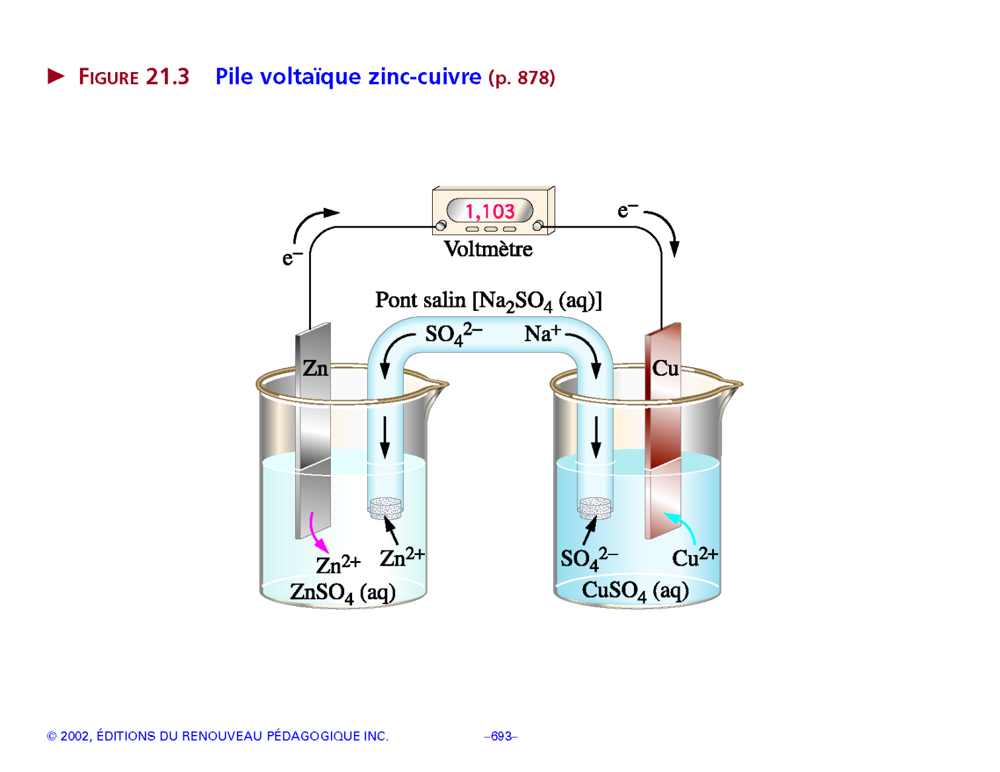 ► FIGURE 21.3 Pile voltaïque zinc-cuivre (p. 878)
1,103
e⁻
Voltmètre
e⁻
Pont salin [Na₂SO₄ (aq)]
SO₄²⁻ Na⁺
Zn
Cu
Zn²⁺ Zn²⁺
SO₄²⁻ Cu²⁺
ZnSO₄ (aq)
CuSO₄ (aq)
© 2002, ÉDITIONS DU RENOUVEAU PÉDAGOGIQUE INC. –693–